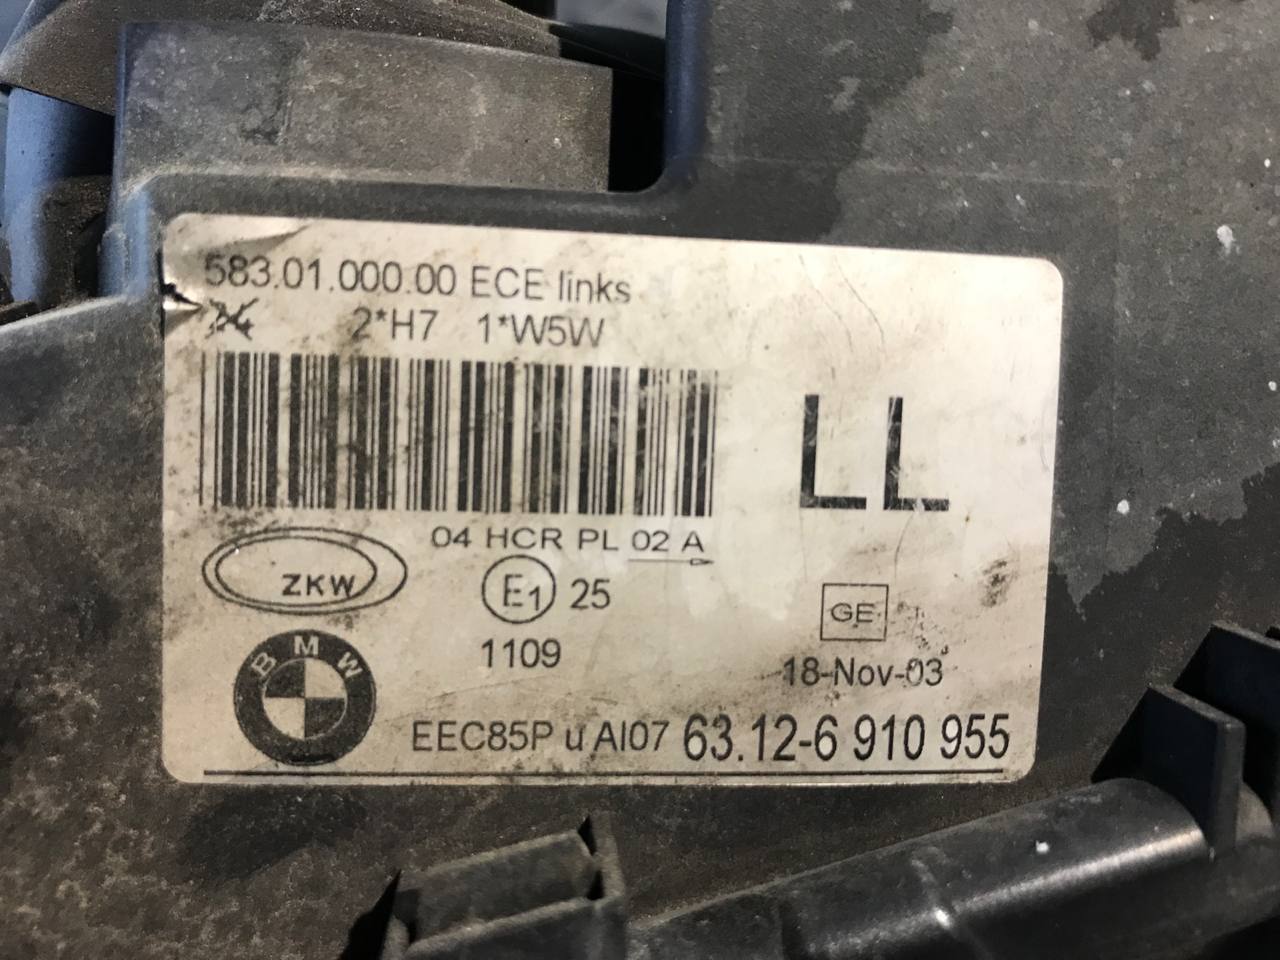 583.01.000.00 ECE links
2*H7 1*W5W
LL
04 HCR PL 02 A
ZKW
E1 25
GE
1109
18-Nov-03
BMW
EEC85P u AI07 63.12-6 910 955